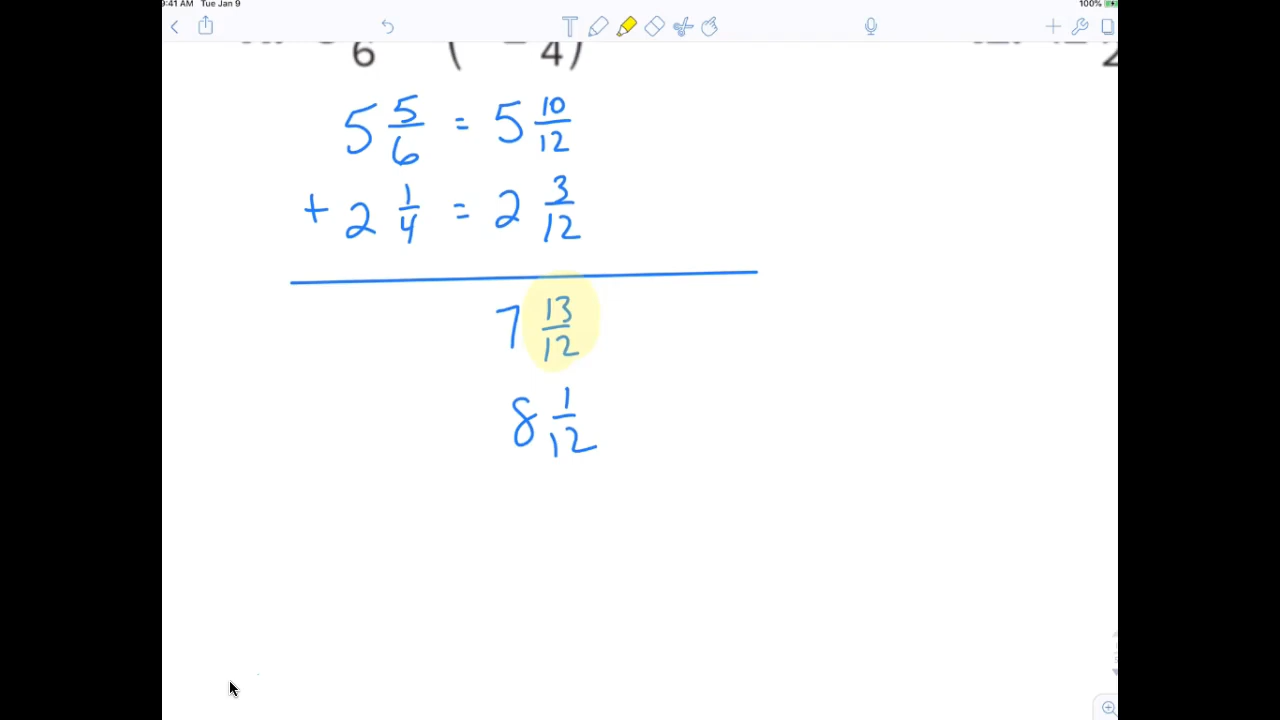 9:41 AM Tue Jan 9 100%
6 ( 4)
5 5/6 = 5 10/12
+ 2 1/4 = 2 3/12
7 13/12
8 1/12